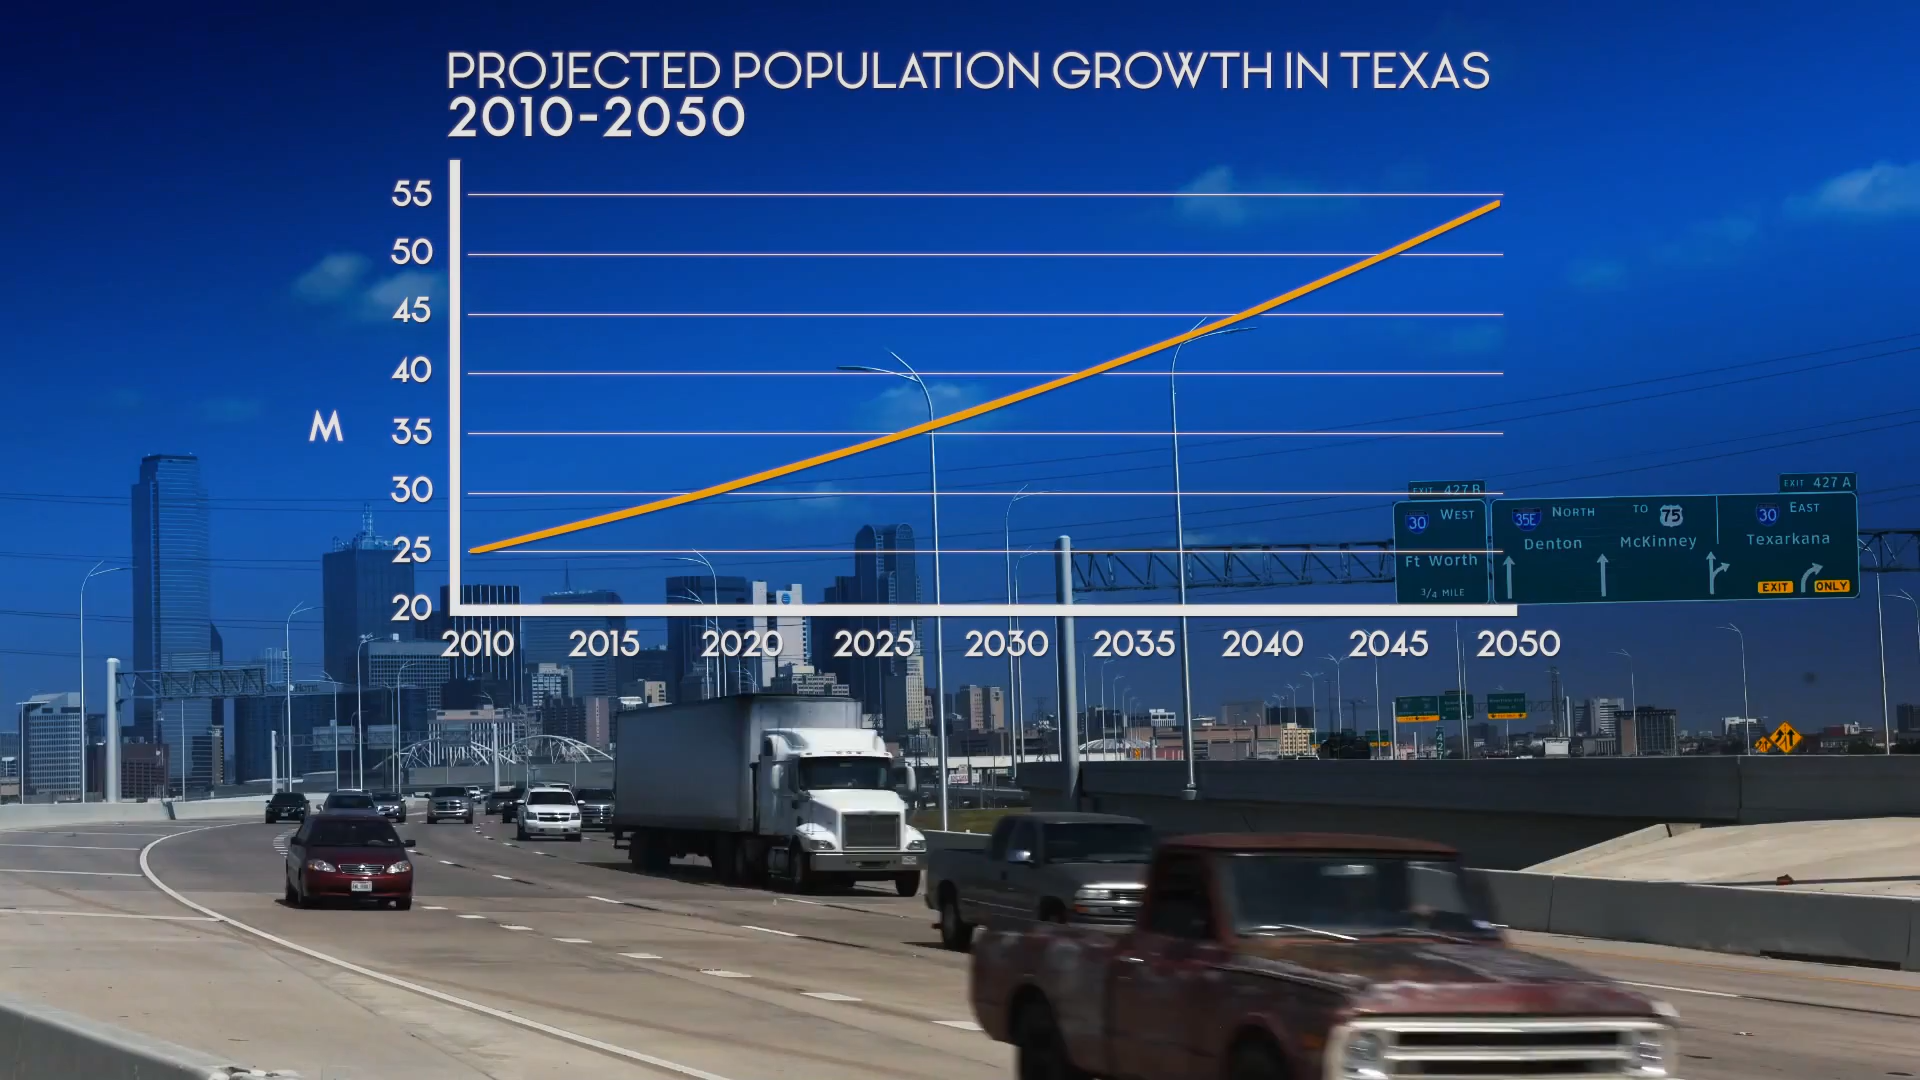 PROJECTED POPULATION GROWTH IN TEXAS
2010-2050
55
50
45
40
M
35
30
25
20
2010 2015 2020 2025 2030 2035 2040 2045 2050
EXIT 427 B
30 WEST
Ft Worth
3/4 MILE
35E NORTH TO 75
Denton McKinney
EXIT 427 A
30 EAST
Texarkana
EXIT ONLY